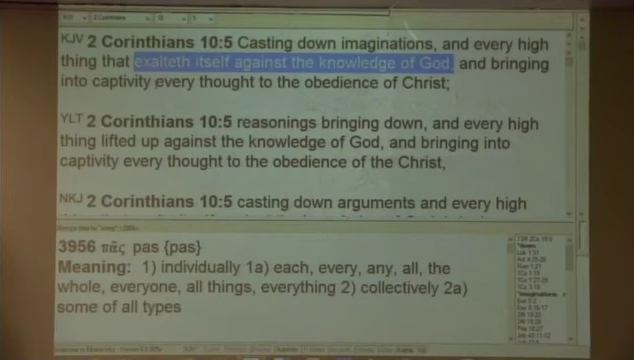 KJV
2 Corinthians
10
5
KJV 2 Corinthians 10:5 Casting down imaginations, and every high
thing that exalteth itself against the knowledge of God, and bringing
into captivity every thought to the obedience of Christ;
YLT 2 Corinthians 10:5 reasonings bringing down, and every high
thing lifted up against the knowledge of God, and bringing into
captivity every thought to the obedience of the Christ,
NKJ 2 Corinthians 10:5 casting down arguments and every high
3956 πᾶς pas {pas}
Meaning: 1) individually 1a) each, every, any, all, the
whole, everyone, all things, everything 2) collectively 2a)
some of all types